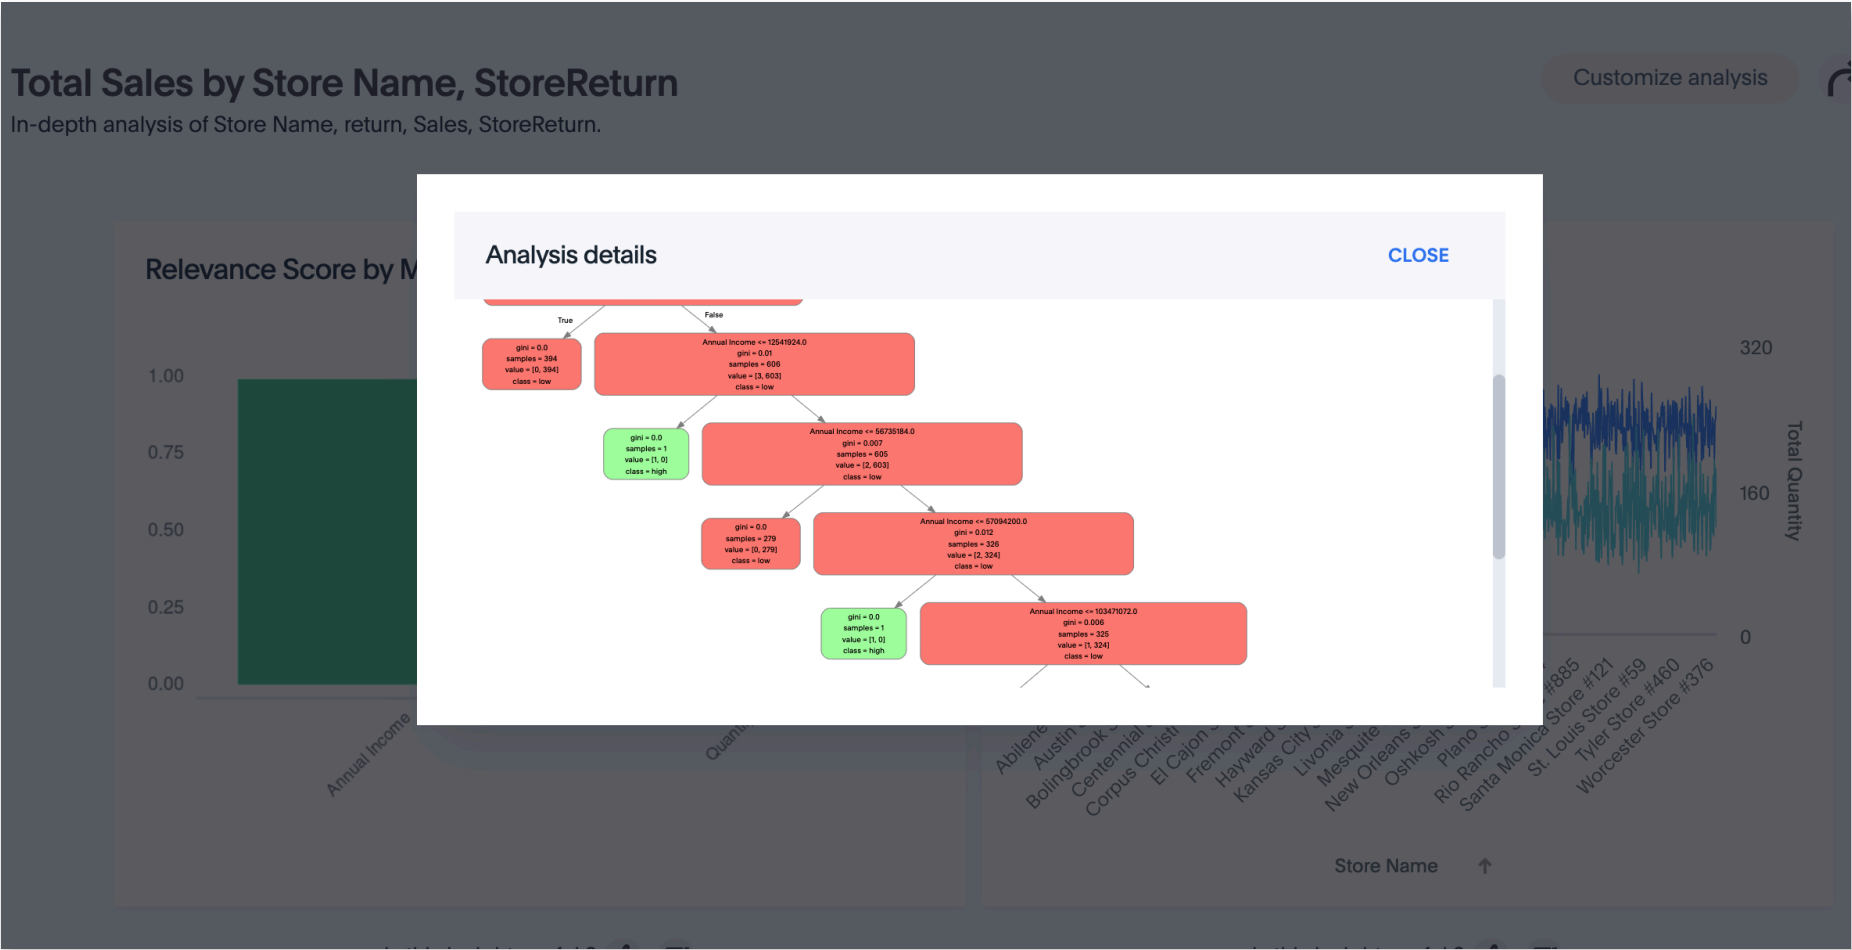 Total Sales by Store Name, StoreReturn
Customize analysis
In-depth analysis of Store Name, return, Sales, StoreReturn.
Analysis details
CLOSE
Relevance Score by M
1.00
0.75
0.50
0.25
0.00
Annual Income
True
False
gini = 0.0
samples = 394
value = [0, 394]
class = low
Annual Income <= 12541924.0
gini = 0.01
samples = 606
value = [3, 603]
class = low
gini = 0.0
samples = 1
value = [1, 0]
class = high
Annual Income <= 56735184.0
gini = 0.007
samples = 605
value = [2, 603]
class = low
gini = 0.0
samples = 279
value = [0, 279]
class = low
Annual Income <= 57094200.0
gini = 0.012
samples = 326
value = [2, 324]
class = low
gini = 0.0
samples = 1
value = [1, 0]
class = high
Annual Income <= 103471072.0
gini = 0.006
samples = 325
value = [1, 324]
class = low
320
160
0
Total Quantity
Abilene
Austin
Bolingbrook
Centennial
Corpus Christi
El Cajon
Fremont
Hayward
Kansas City
Livonia
Mesquite
New Orleans
Oshkosh
Plano
Rio Rancho
#885
Santa Monica Store #121
St. Louis Store #59
Tyler Store #460
Worcester Store #376
Store Name